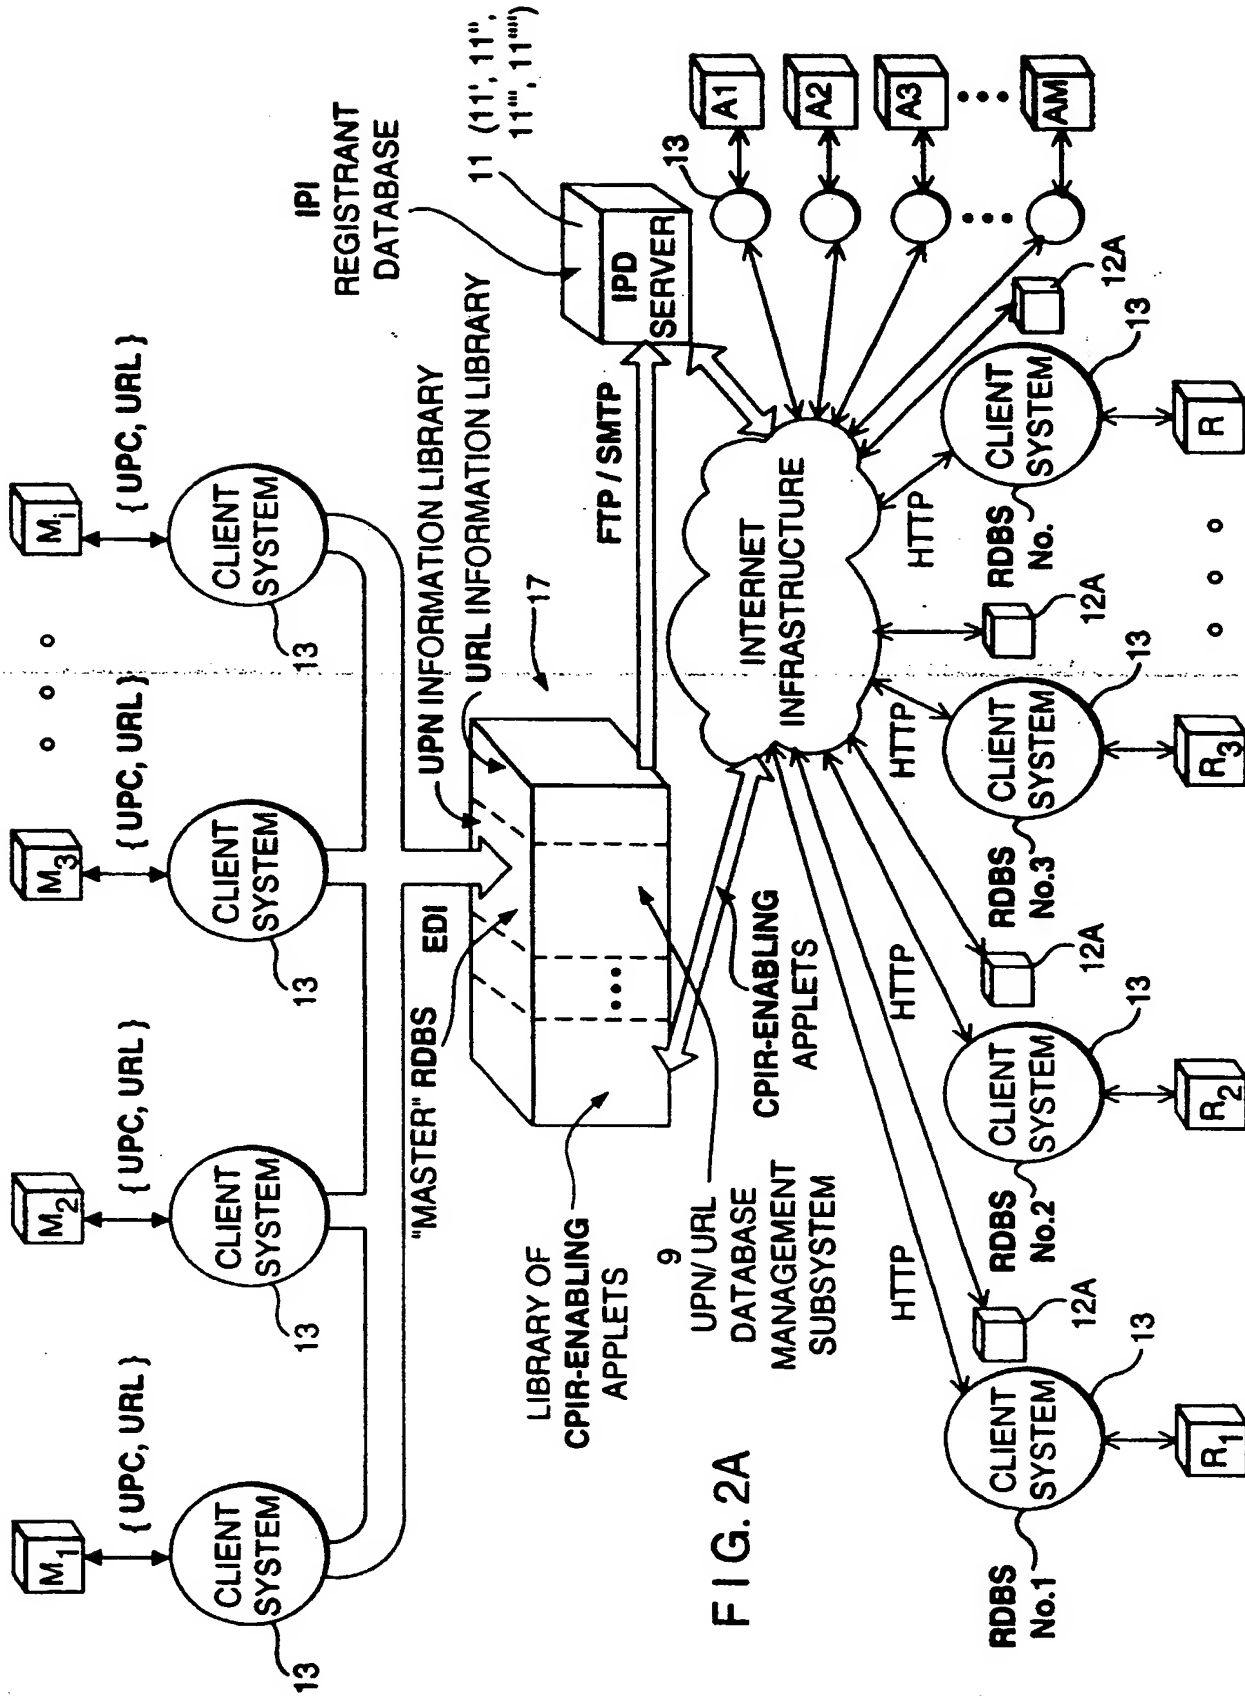 M1
M2
M3
Mi
{ UPC, URL }
{ UPC, URL }
{ UPC, URL }
{ UPC, URL }
CLIENT
SYSTEM
13
CLIENT
SYSTEM
13
CLIENT
SYSTEM
13
CLIENT
SYSTEM
13
EDI
"MASTER" RDBS
UPN INFORMATION LIBRARY
URL INFORMATION LIBRARY
17
IPI
REGISTRANT
DATABASE
11 (11', 11",
11''', 11'''')
IPD
SERVER
FTP / SMTP
LIBRARY OF
CPIR-ENABLING
APPLETS
9
UPN/ URL
DATABASE
MANAGEMENT
SUBSYSTEM
CPIR-ENABLING
APPLETS
INTERNET
INFRASTRUCTURE
13
A1
A2
A3
AM
HTTP
HTTP
HTTP
HTTP
12A
12A
12A
12A
CLIENT
SYSTEM
13
RDBS
No.1
R1
CLIENT
SYSTEM
13
RDBS
No.2
R2
CLIENT
SYSTEM
13
RDBS
No.3
R3
CLIENT
SYSTEM
13
RDBS
No.
R
FIG. 2A